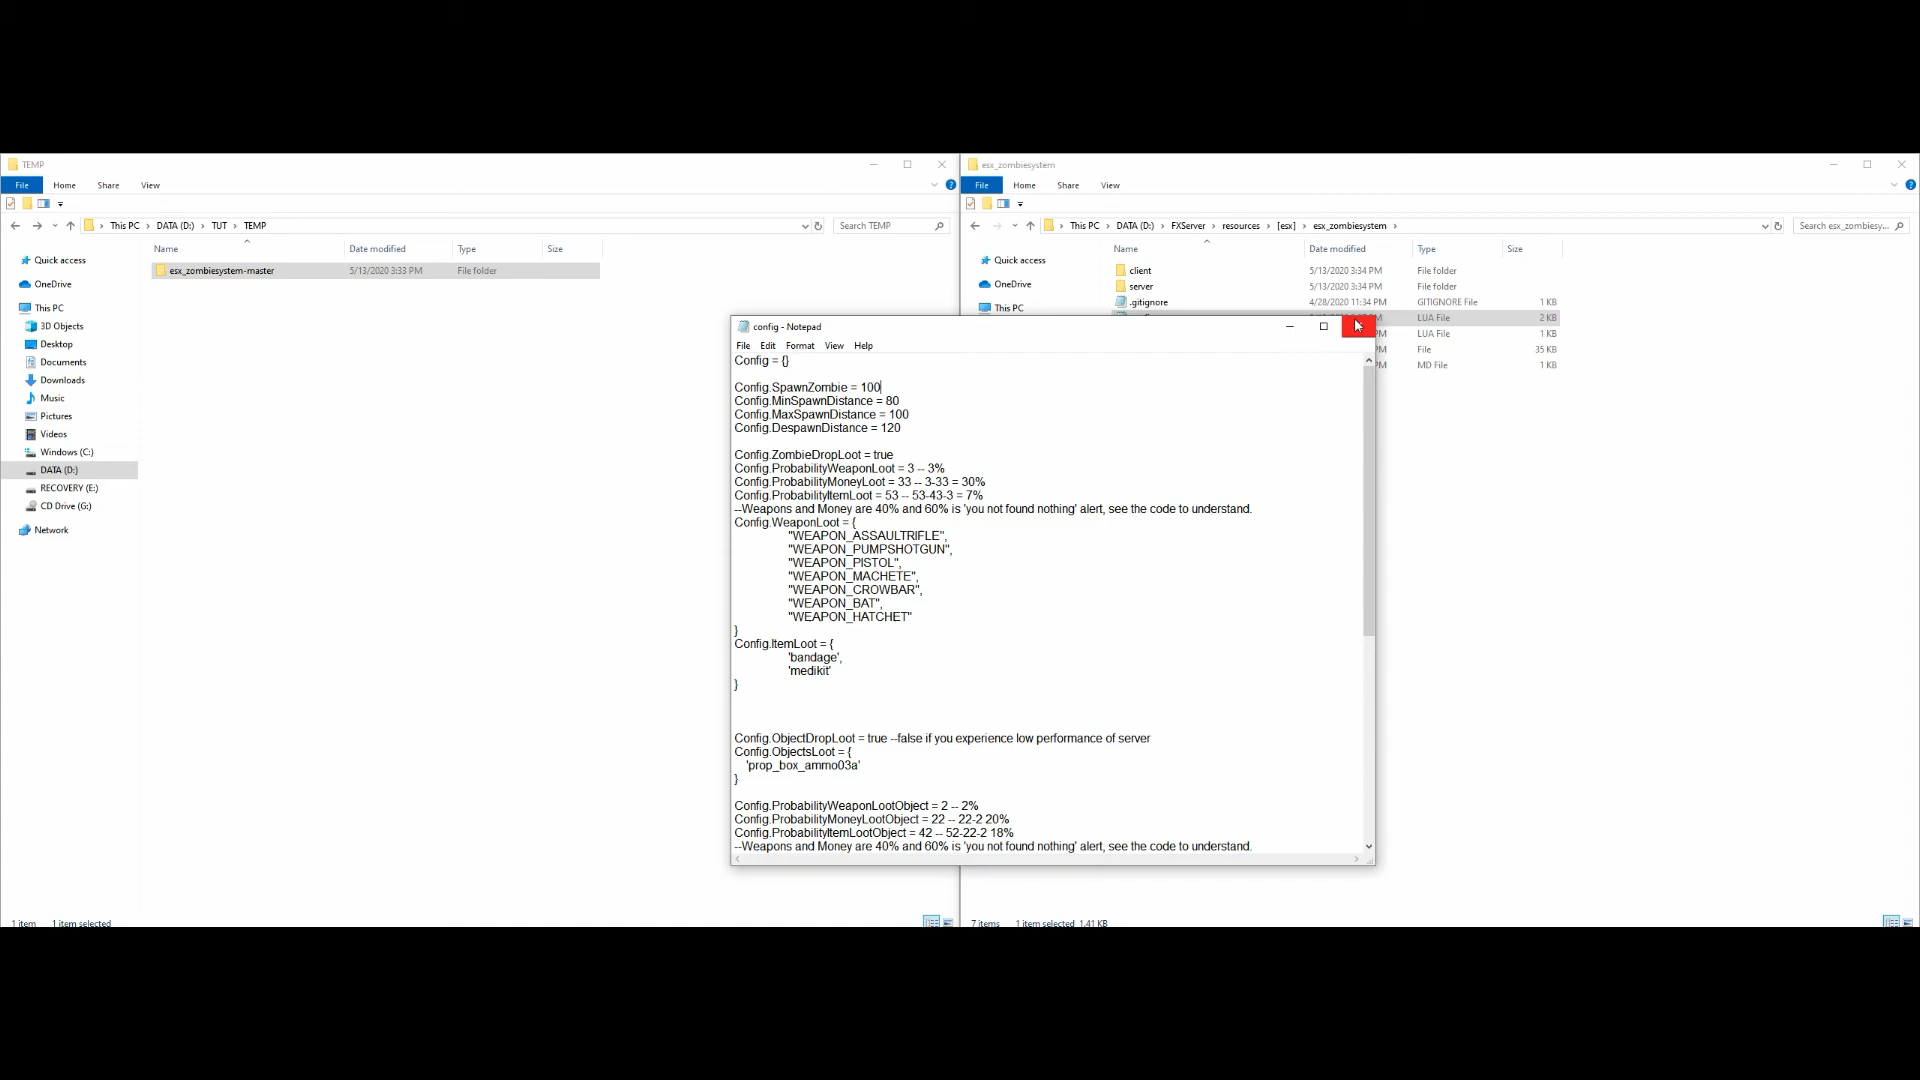 TEMP
File Home Share View
This PC > DATA (D:) > TUT > TEMP
Search TEMP
Name Date modified Type Size
Quick access
OneDrive
This PC
3D Objects
Desktop
Documents
Downloads
Music
Pictures
Videos
Windows (C:)
DATA (D:)
RECOVERY (E:)
CD Drive (G:)
Network
esx_zombiesystem-master 5/13/2020 3:33 PM File folder
1 item 1 item selected
esx_zombiesystem
File Home Share View
This PC > DATA (D:) > FXServer > resources > [esx] > esx_zombiesystem >
Search esx_zombiesy...
Name Date modified Type Size
Quick access
OneDrive
This PC
client 5/13/2020 3:34 PM File folder
server 5/13/2020 3:34 PM File folder
.gitignore 4/28/2020 11:34 PM GITIGNORE File 1 KB
LUA File 2 KB
LUA File 1 KB
File 35 KB
MD File 1 KB
7 items 1 item selected 1.41 KB
config - Notepad
File Edit Format View Help
Config = {}
Config.SpawnZombie = 100
Config.MinSpawnDistance = 80
Config.MaxSpawnDistance = 100
Config.DespawnDistance = 120
Config.ZombieDropLoot = true
Config.ProbabilityWeaponLoot = 3 -- 3%
Config.ProbabilityMoneyLoot = 33 -- 3-33 = 30%
Config.ProbabilityItemLoot = 53 -- 53-43-3 = 7%
--Weapons and Money are 40% and 60% is 'you not found nothing' alert, see the code to understand.
Config.WeaponLoot = {
"WEAPON_ASSAULTRIFLE",
"WEAPON_PUMPSHOTGUN",
"WEAPON_PISTOL",
"WEAPON_MACHETE",
"WEAPON_CROWBAR",
"WEAPON_BAT",
"WEAPON_HATCHET"
}
Config.ItemLoot = {
'bandage',
'medikit'
}
Config.ObjectDropLoot = true --false if you experience low performance of server
Config.ObjectsLoot = {
'prop_box_ammo03a'
}
Config.ProbabilityWeaponLootObject = 2 -- 2%
Config.ProbabilityMoneyLootObject = 22 -- 22-2 20%
Config.ProbabilityItemLootObject = 42 -- 52-22-2 18%
--Weapons and Money are 40% and 60% is 'you not found nothing' alert, see the code to understand.